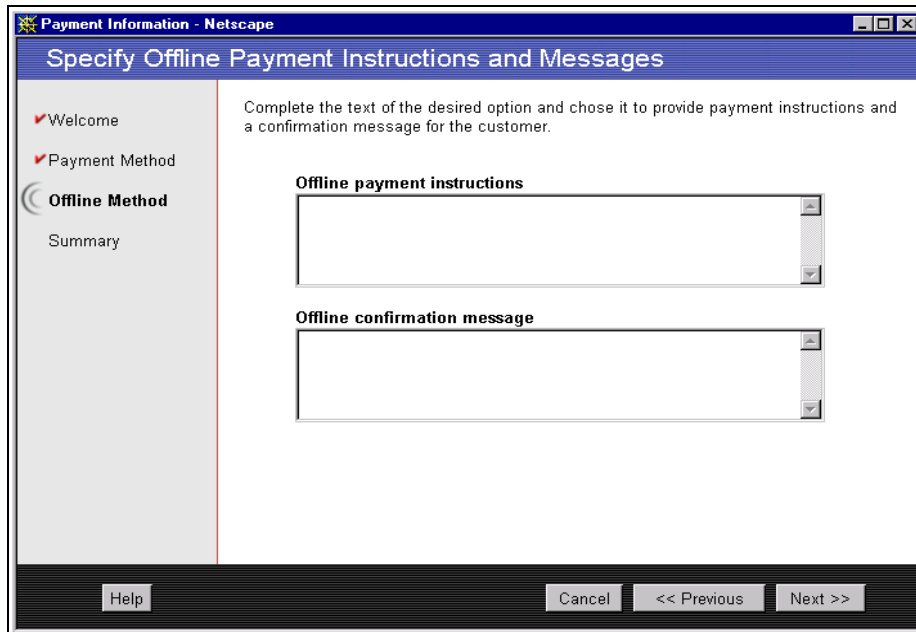 Payment Information - Netscape
Specify Offline Payment Instructions and Messages
Welcome
Payment Method
Offline Method
Summary
Complete the text of the desired option and chose it to provide payment instructions and
a confirmation message for the customer.
Offline payment instructions
Offline confirmation message
Help
Cancel
<< Previous
Next >>